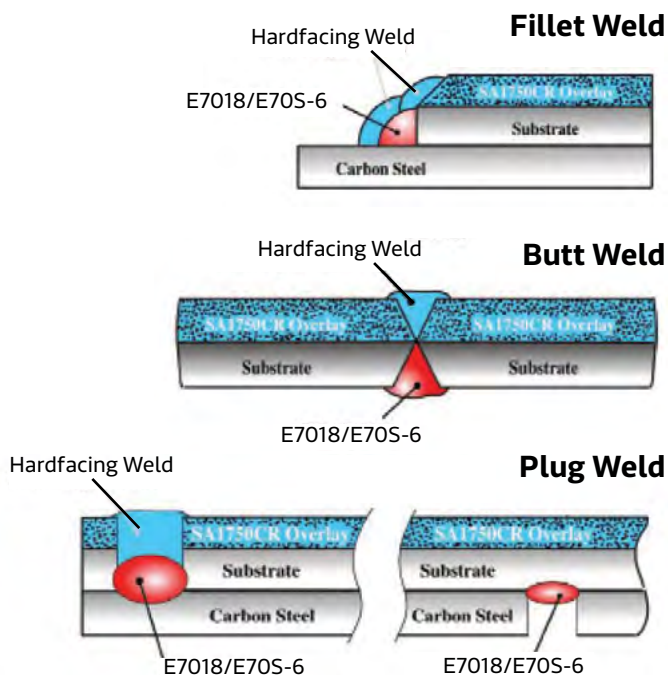 Fillet Weld
Hardfacing Weld
E7018/E70S-6
SA1750CR Overlay
Substrate
Carbon Steel
Butt Weld
Hardfacing Weld
SA1750CR Overlay SA1750CR Overlay
Substrate Substrate
E7018/E70S-6
Plug Weld
Hardfacing Weld
SA1750CR Overlay SA1750CR Overlay
Substrate Substrate
Carbon Steel Carbon Steel
E7018/E70S-6 E7018/E70S-6